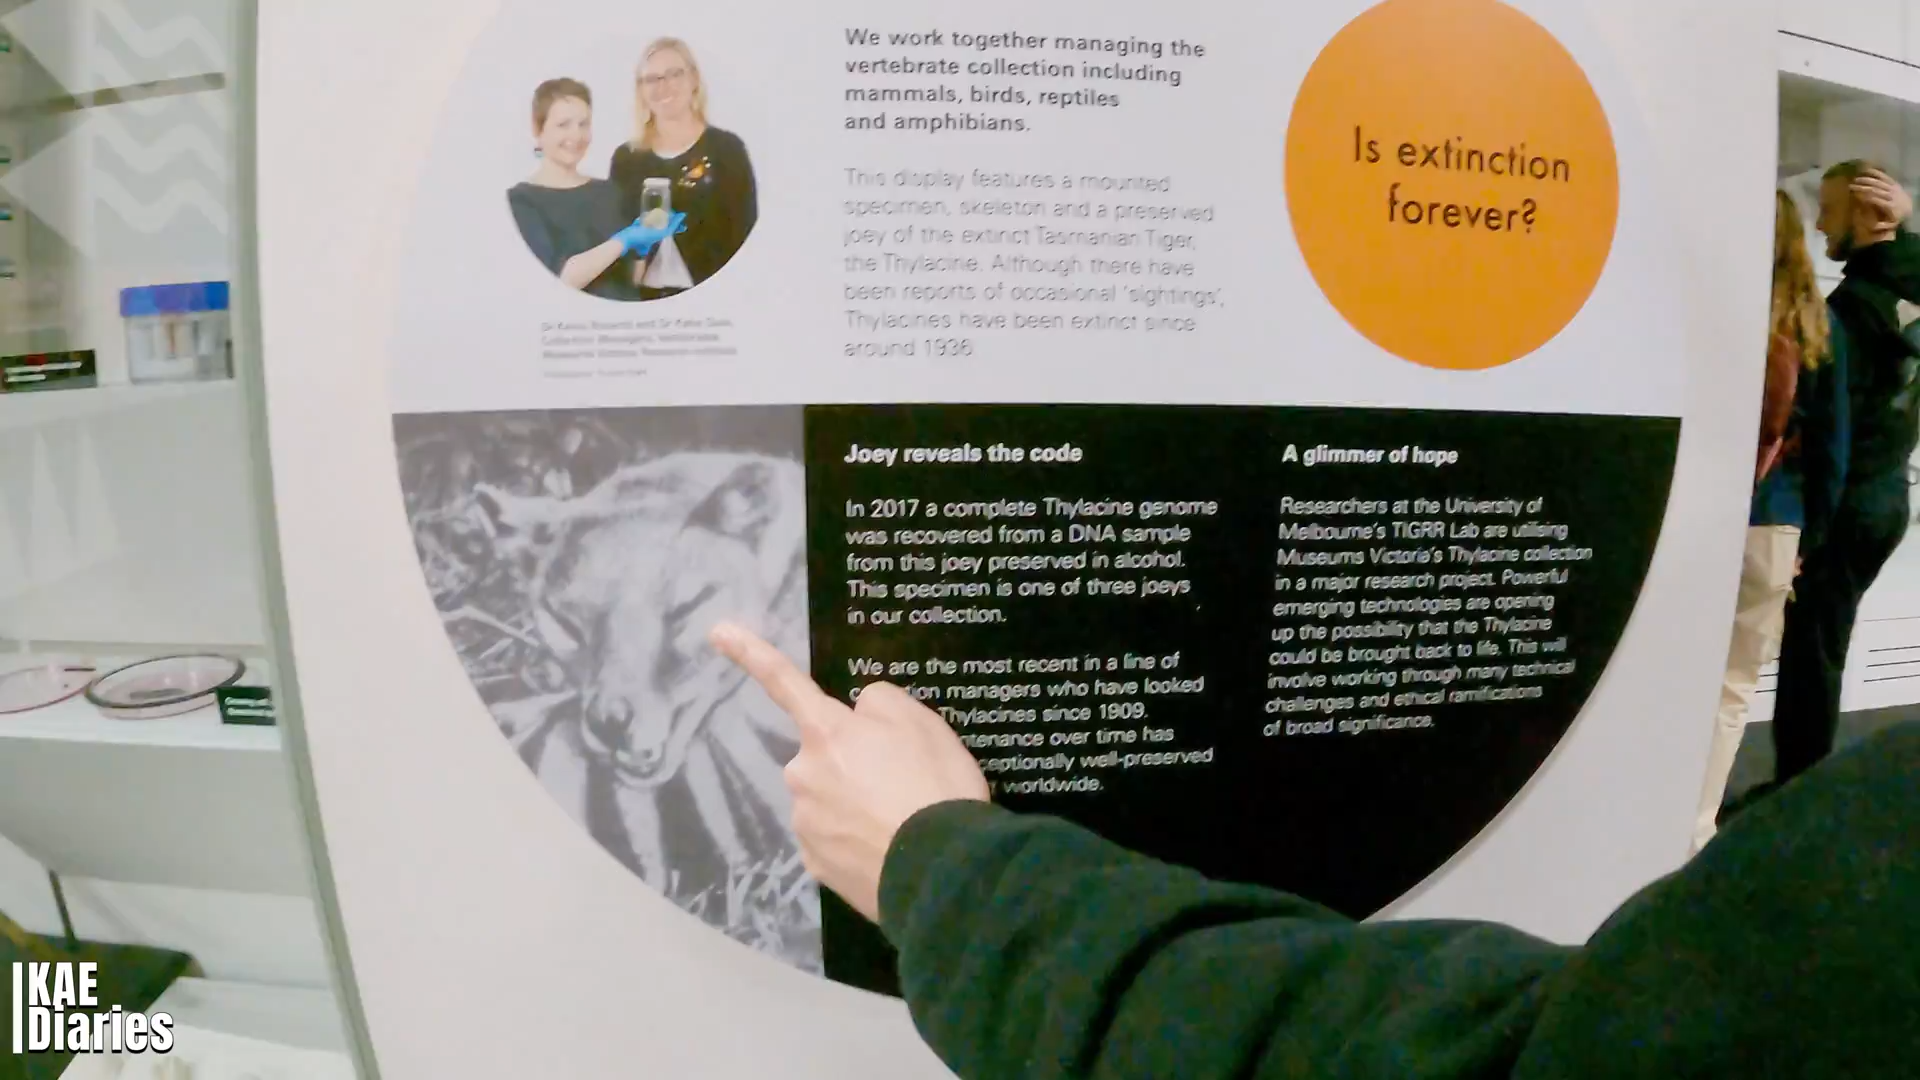 We work together managing the
vertebrate collection including
mammals, birds, reptiles
and amphibians.
This display features a mounted
specimen, skeleton and a preserved
joey of the extinct Tasmanian Tiger,
the Thylacine. Although there have
been reports of occasional 'sightings',
Thylacines have been extinct since
around 1936
Is extinction
forever?
Joey reveals the code
In 2017 a complete Thylacine genome
was recovered from a DNA sample
from this joey preserved in alcohol.
This specimen is one of three joeys
in our collection.
We are the most recent in a line of
managers who have looked
Thylacines since 1909.
over time has
well-preserved
worldwide.
A glimmer of hope
Researchers at the University of
Melbourne's TIGRR Lab are utilising
Museums Victoria's Thylacine collection
in a major research project. Powerful
emerging technologies are opening
up the possibility that the Thylacine
could be brought back to life. This will
involve working through many technical
challenges and ethical ramifications
of broad significance.
KAE
Diaries